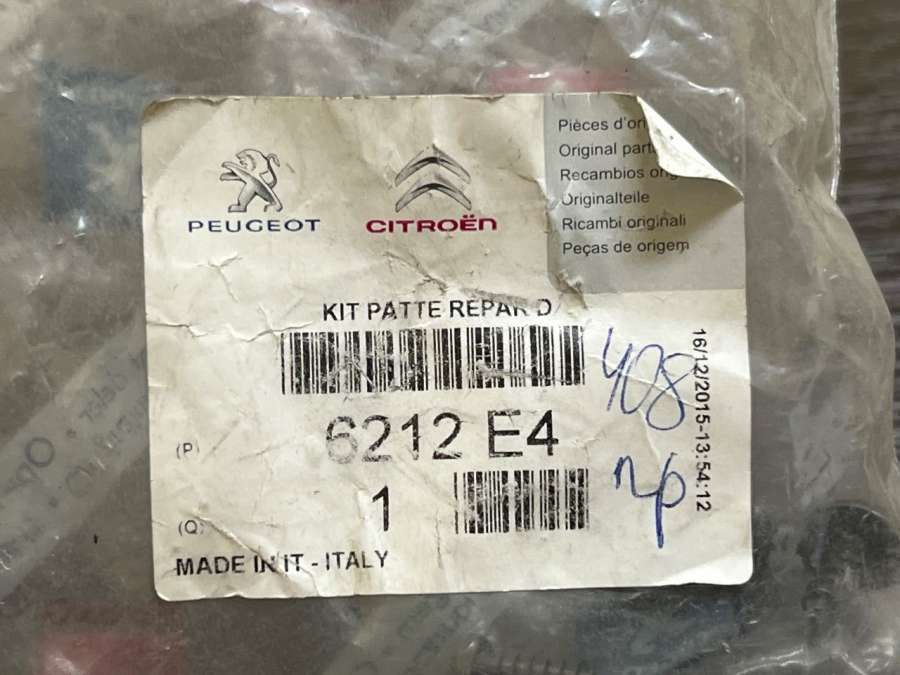 PEUGEOT
CITROËN
Pièces d'ori
Original part
Recambios orig
Originalteile
Ricambi originali
Peças de origem
KIT PATTE REPAR D
(P) 6212 E4
(Q) 1
MADE IN IT - ITALY
16/12/2015-13:54:12
408